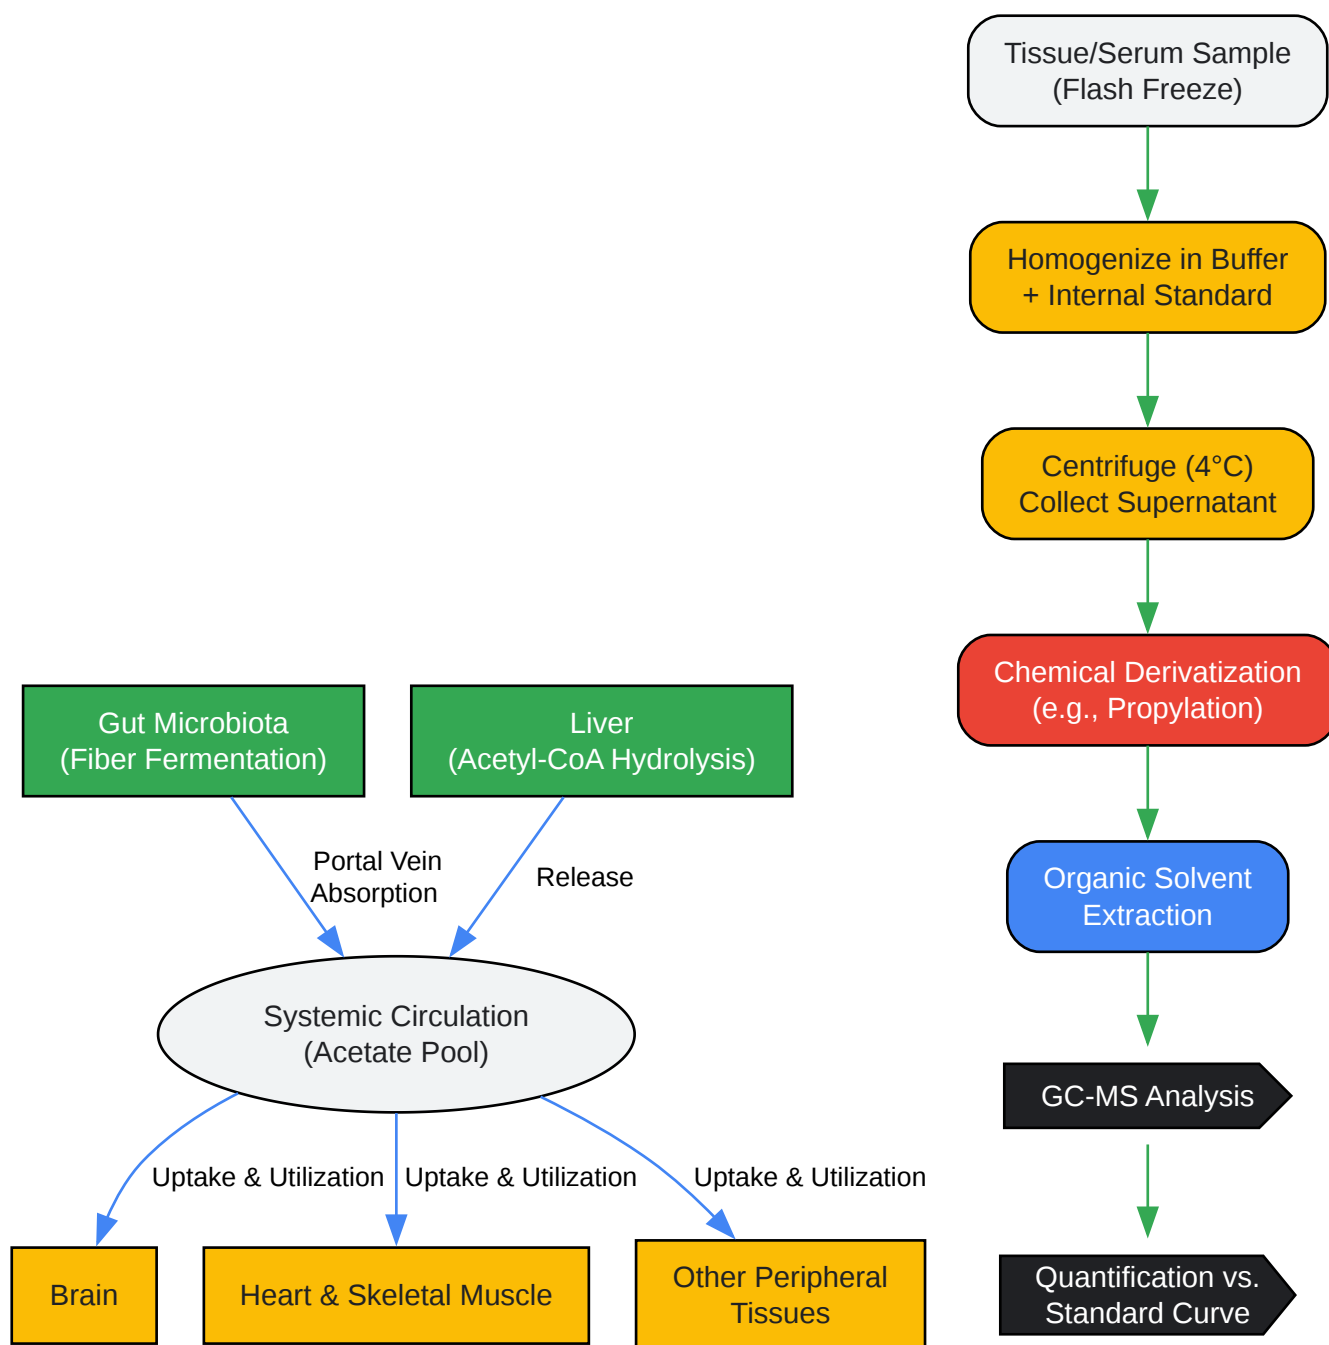 Tissue/Serum Sample
(Flash Freeze)
Homogenize in Buffer
+ Internal Standard
Centrifuge (4°C)
Collect Supernatant
Chemical Derivatization
(e.g., Propylation)
Organic Solvent
Extraction
GC-MS Analysis
Quantification vs.
Standard Curve
Gut Microbiota
(Fiber Fermentation)
Liver
(Acetyl-CoA Hydrolysis)
Portal Vein
Absorption
Release
Systemic Circulation
(Acetate Pool)
Uptake & Utilization
Uptake & Utilization
Uptake & Utilization
Brain
Heart & Skeletal Muscle
Other Peripheral
Tissues